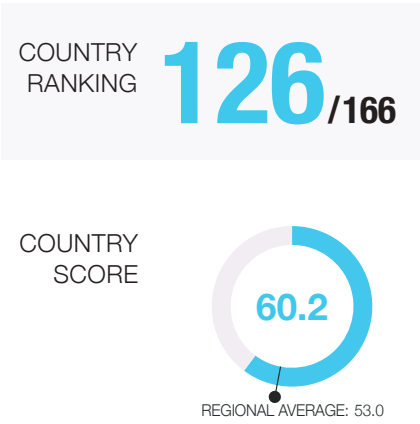 COUNTRY
RANKING
126/166
COUNTRY
SCORE
60.2
REGIONAL AVERAGE: 53.0